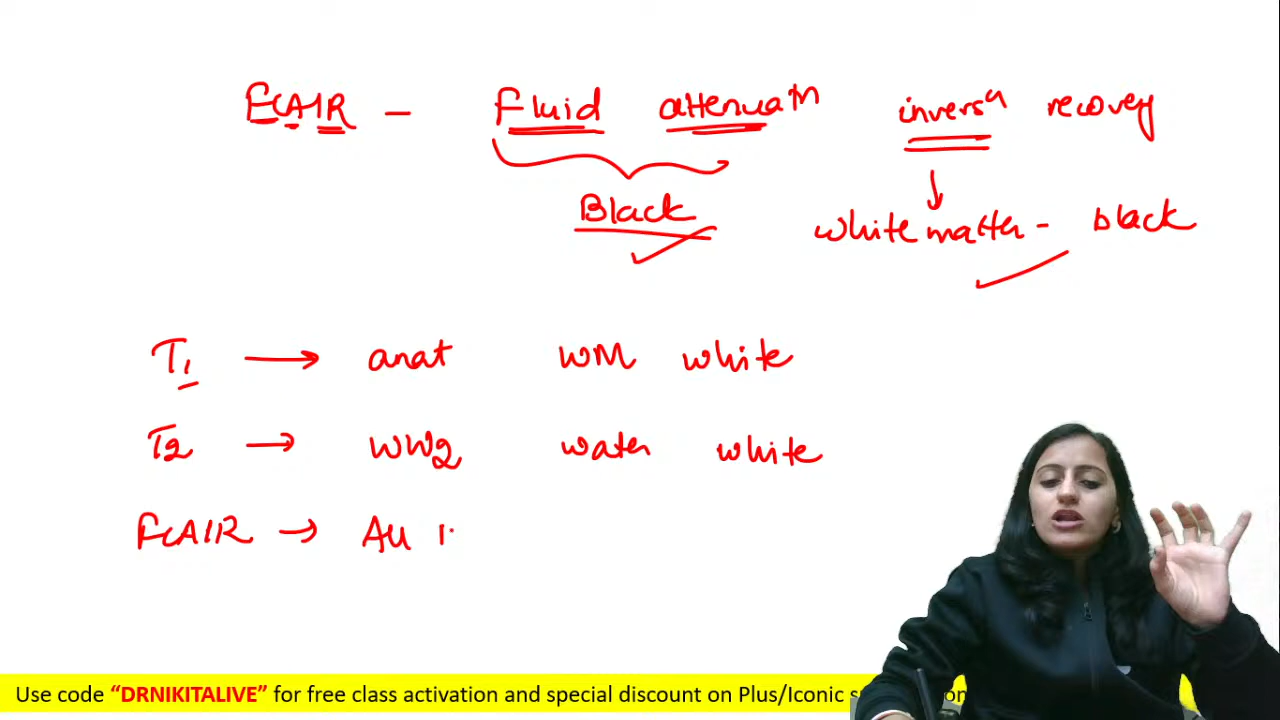 FLAIR - Fluid attenuatn inversn recovery
Black
white matter - black
T1 → anat WM white
T2 → WW2 water white
FLAIR → All
Use code “DRNIKITALIVE” for free class activation and special discount on Plus/Iconic